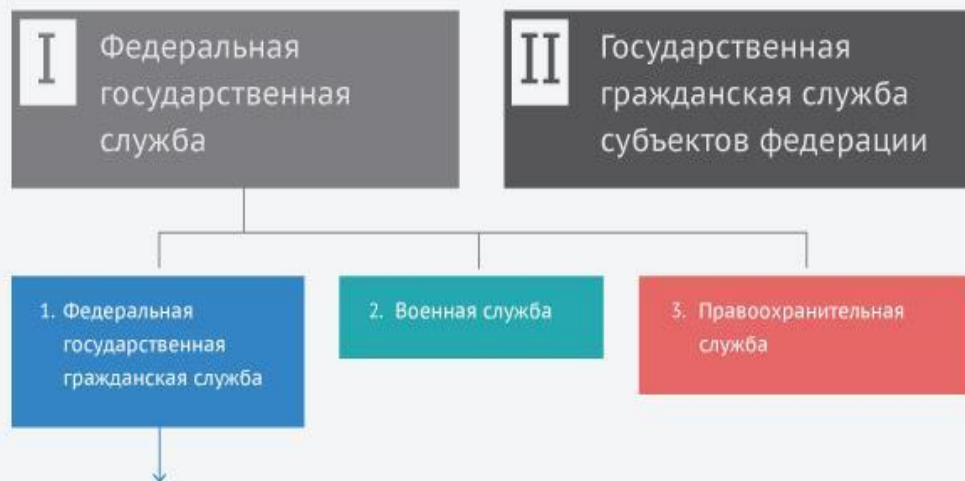 I
Федеральная
государственная
служба
II
Государственная
гражданская служба
субъектов федерации
1. Федеральная
государственная
гражданская служба
2. Военная служба
3. Правоохранительная
служба